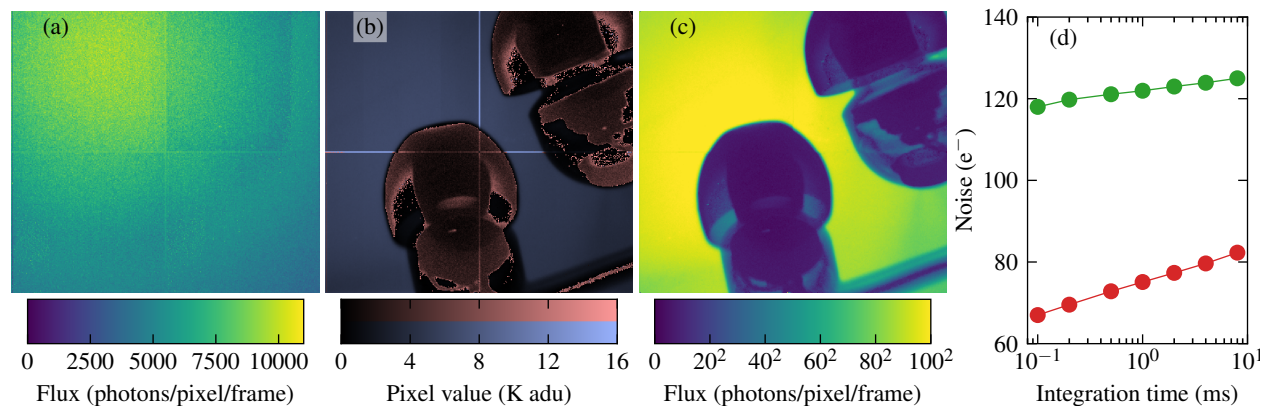 (a)
(b)
(c)
(d)
0 2500 5000 7500 10000
Flux (photons/pixel/frame)
0 4 8 12 16
Pixel value (K adu)
0 20² 40² 60² 80² 100²
Flux (photons/pixel/frame)
140
120
100
80
60
Noise (e⁻)
10⁻¹ 10⁰ 10¹
Integration time (ms)